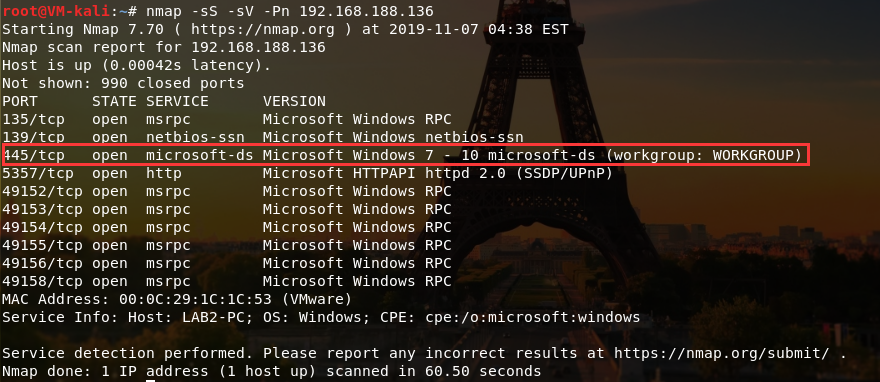 root@VM-kali:~# nmap -sS -sV -Pn 192.168.188.136
Starting Nmap 7.70 ( https://nmap.org ) at 2019-11-07 04:38 EST
Nmap scan report for 192.168.188.136
Host is up (0.00042s latency).
Not shown: 990 closed ports
PORT      STATE SERVICE      VERSION
135/tcp   open  msrpc        Microsoft Windows RPC
139/tcp   open  netbios-ssn  Microsoft Windows netbios-ssn
445/tcp   open  microsoft-ds Microsoft Windows 7 - 10 microsoft-ds (workgroup: WORKGROUP)
5357/tcp  open  http         Microsoft HTTPAPI httpd 2.0 (SSDP/UPnP)
49152/tcp open  msrpc        Microsoft Windows RPC
49153/tcp open  msrpc        Microsoft Windows RPC
49154/tcp open  msrpc        Microsoft Windows RPC
49155/tcp open  msrpc        Microsoft Windows RPC
49156/tcp open  msrpc        Microsoft Windows RPC
49158/tcp open  msrpc        Microsoft Windows RPC
MAC Address: 00:0C:29:1C:1C:53 (VMware)
Service Info: Host: LAB2-PC; OS: Windows; CPE: cpe:/o:microsoft:windows
Service detection performed. Please report any incorrect results at https://nmap.org/submit/ .
Nmap done: 1 IP address (1 host up) scanned in 60.50 seconds